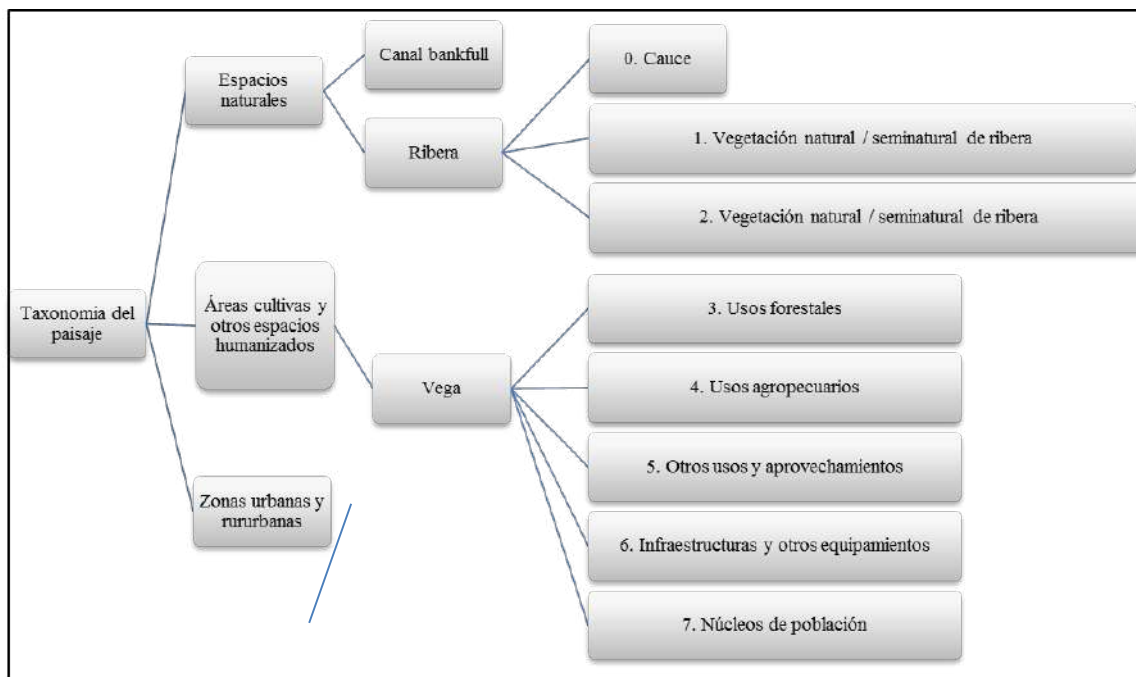 Taxonomia del
paisaje
Espacios
naturales
Canal bankfull
Ribera
0. Cauce
1. Vegetación natural / seminatural de ribera
2. Vegetación natural / seminatural de ribera
Áreas cultivas y
otros espacios
humanizados
Vega
3. Usos forestales
4. Usos agropecuarios
5. Otros usos y aprovechamientos
6. Infraestructuras y otros equipamientos
7. Núcleos de población
Zonas urbanas y
rururbanas